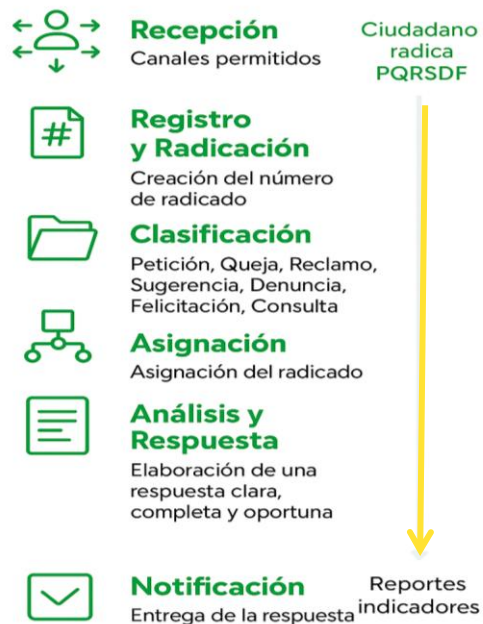 Recepción
Canales permitidos
Ciudadano
radica
PQRSDF
#
Registro
y Radicación
Creación del número
de radicado
Clasificación
Petición, Queja, Reclamo,
Sugerencia, Denuncia,
Felicitación, Consulta
Asignación
Asignación del radicado
Análisis y
Respuesta
Elaboración de una
respuesta clara,
completa y oportuna
Notificación
Entrega de la respuesta
Reportes
indicadores